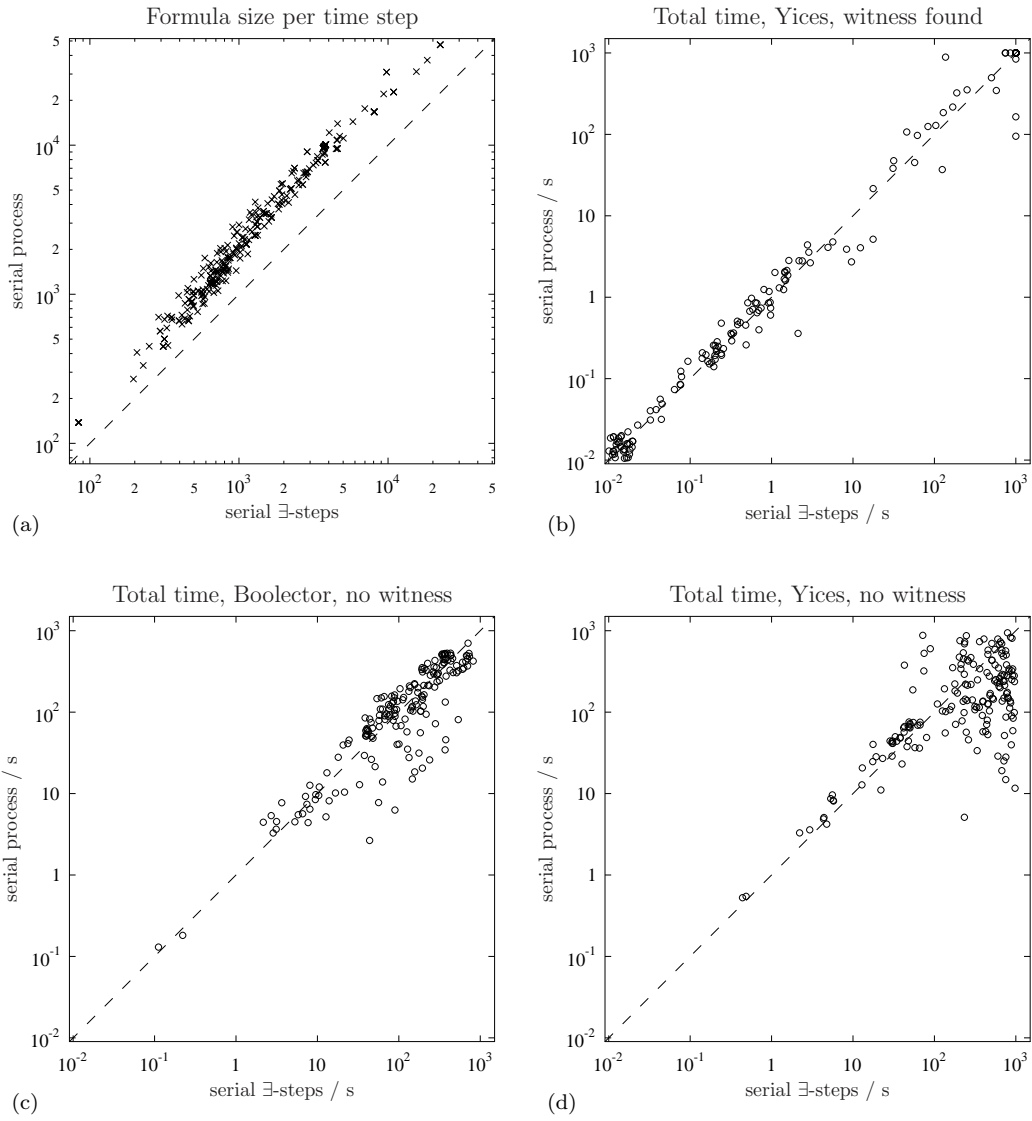 Formula size per time step
5
2
10^4
5
2
10^3
5
2
10^2
serial process
10^2 2 5 10^3 2 5 10^4 2 5
serial ∃-steps
(a)
Total time, Yices, witness found
10^3
10^2
10
1
10^-1
10^-2
serial process / s
10^-2 10^-1 1 10 10^2 10^3
serial ∃-steps / s
(b)
Total time, Boolector, no witness
10^3
10^2
10
1
10^-1
10^-2
serial process / s
10^-2 10^-1 1 10 10^2 10^3
serial ∃-steps / s
(c)
Total time, Yices, no witness
10^3
10^2
10
1
10^-1
10^-2
serial process / s
10^-2 10^-1 1 10 10^2 10^3
serial ∃-steps / s
(d)